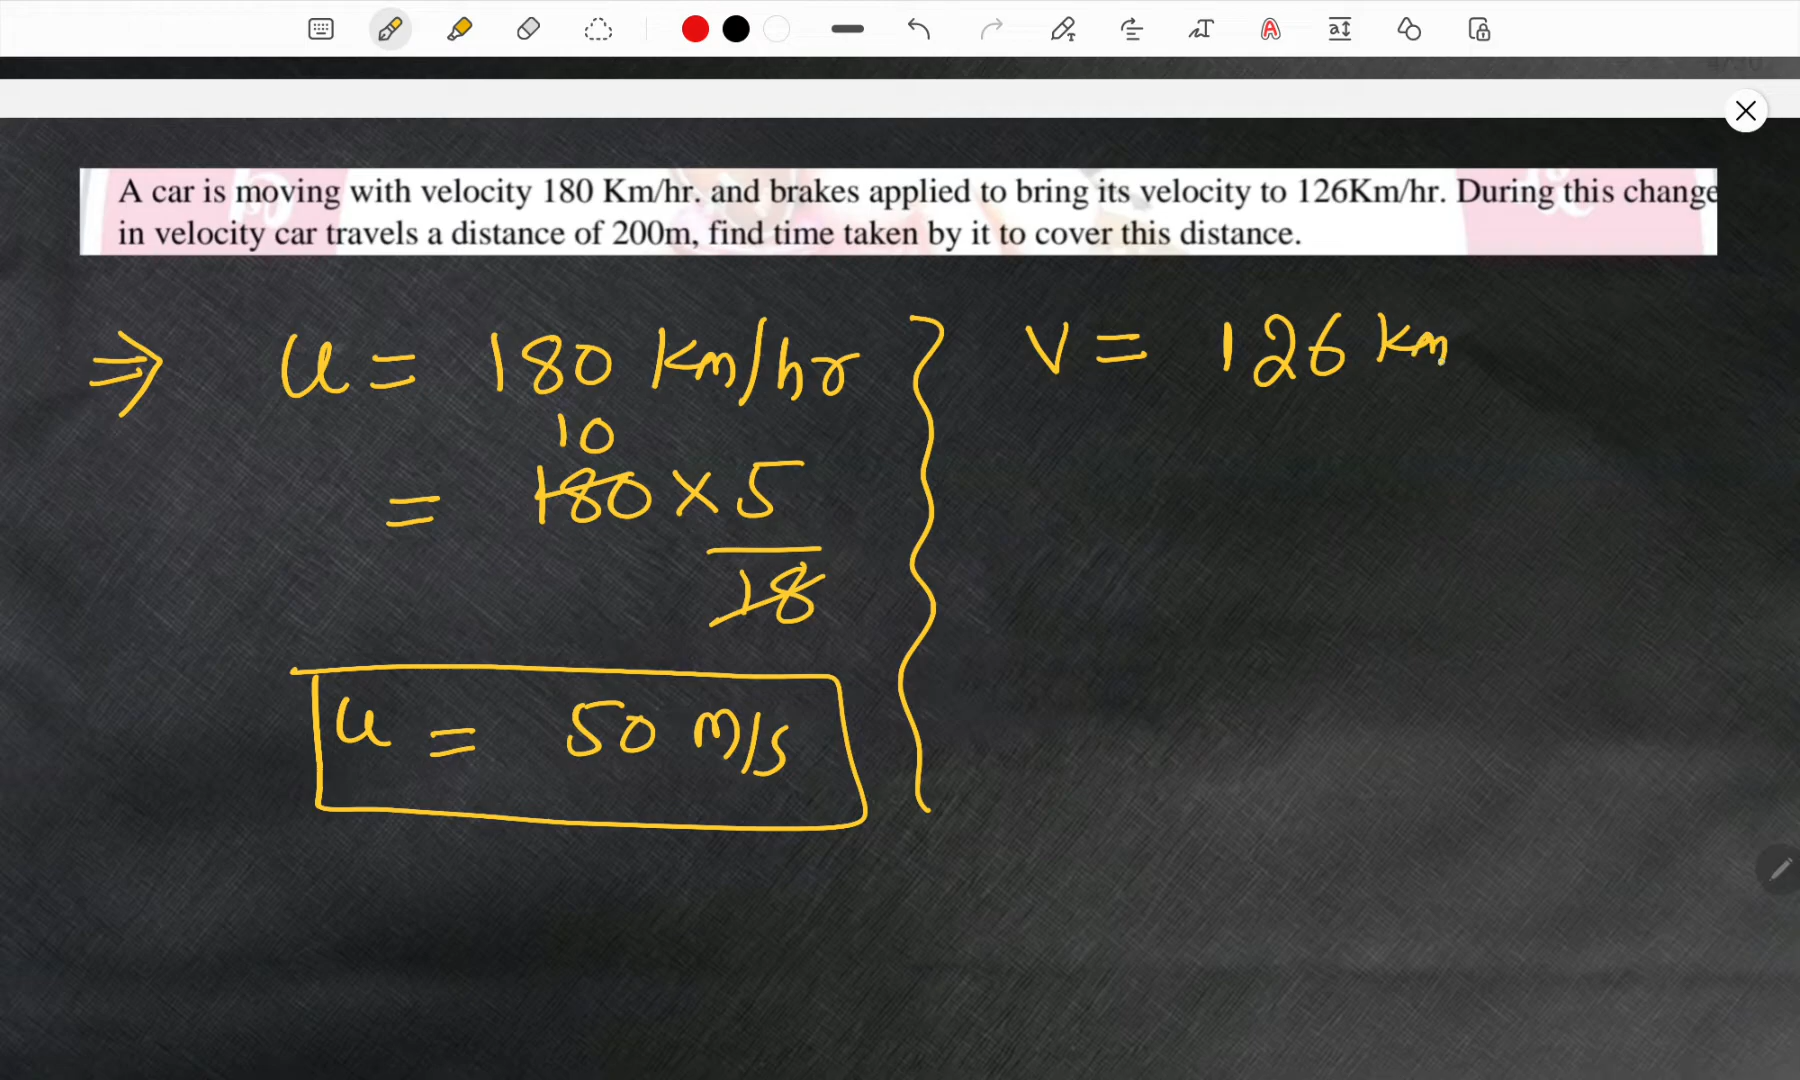 A car is moving with velocity 180 Km/hr. and brakes applied to bring its velocity to 126Km/hr. During this change
in velocity car travels a distance of 200m, find time taken by it to cover this distance.
⇒ u = 180 km/hr
10
= 180 × 5
18
u = 50 m/s
v = 126 km